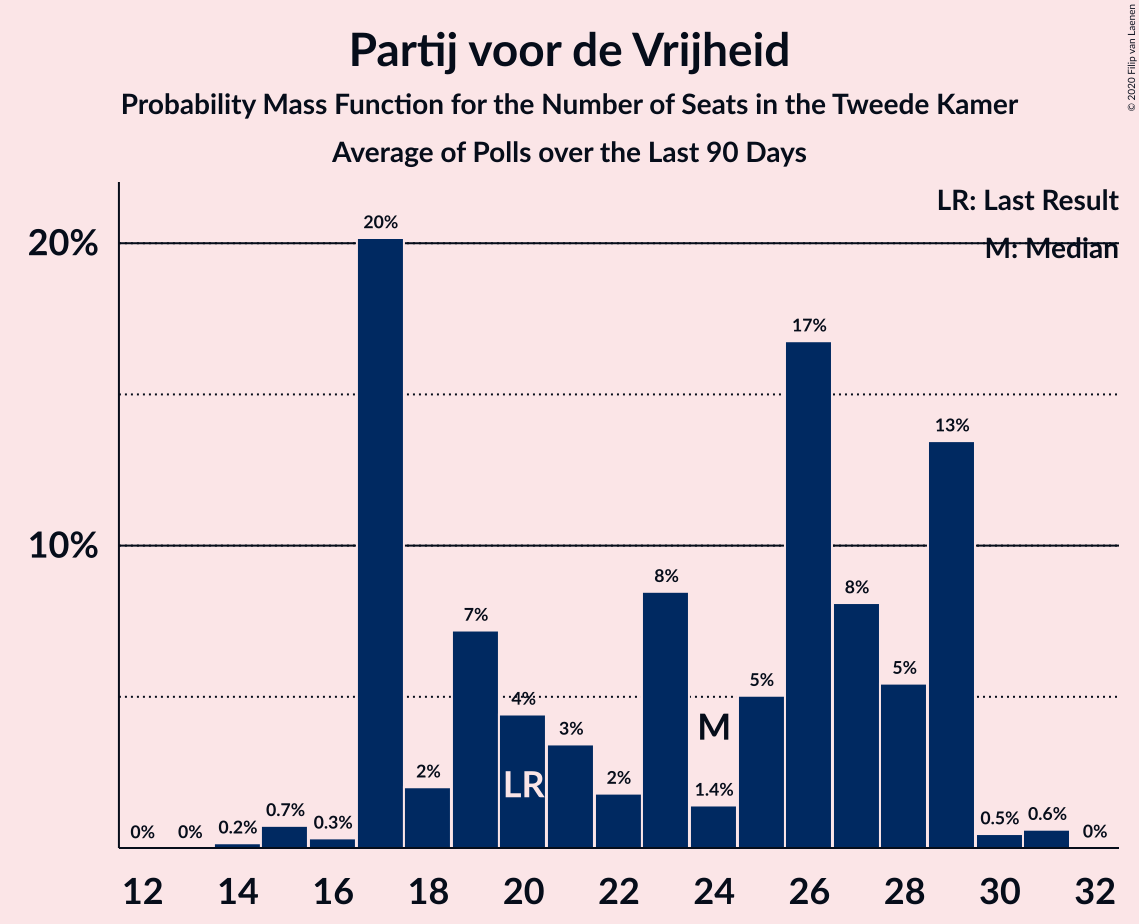 © 2020 Filip van Laenen
Partij voor de Vrijheid
Probability Mass Function for the Number of Seats in the Tweede Kamer
Average of Polls over the Last 90 Days
LR: Last Result
M: Median
20%
10%
0%
0%
0.2%
0.7%
0.3%
20%
2%
7%
4%
LR
3%
2%
8%
M
1.4%
5%
17%
8%
5%
13%
0.5%
0.6%
0%
12 14 16 18 20 22 24 26 28 30 32